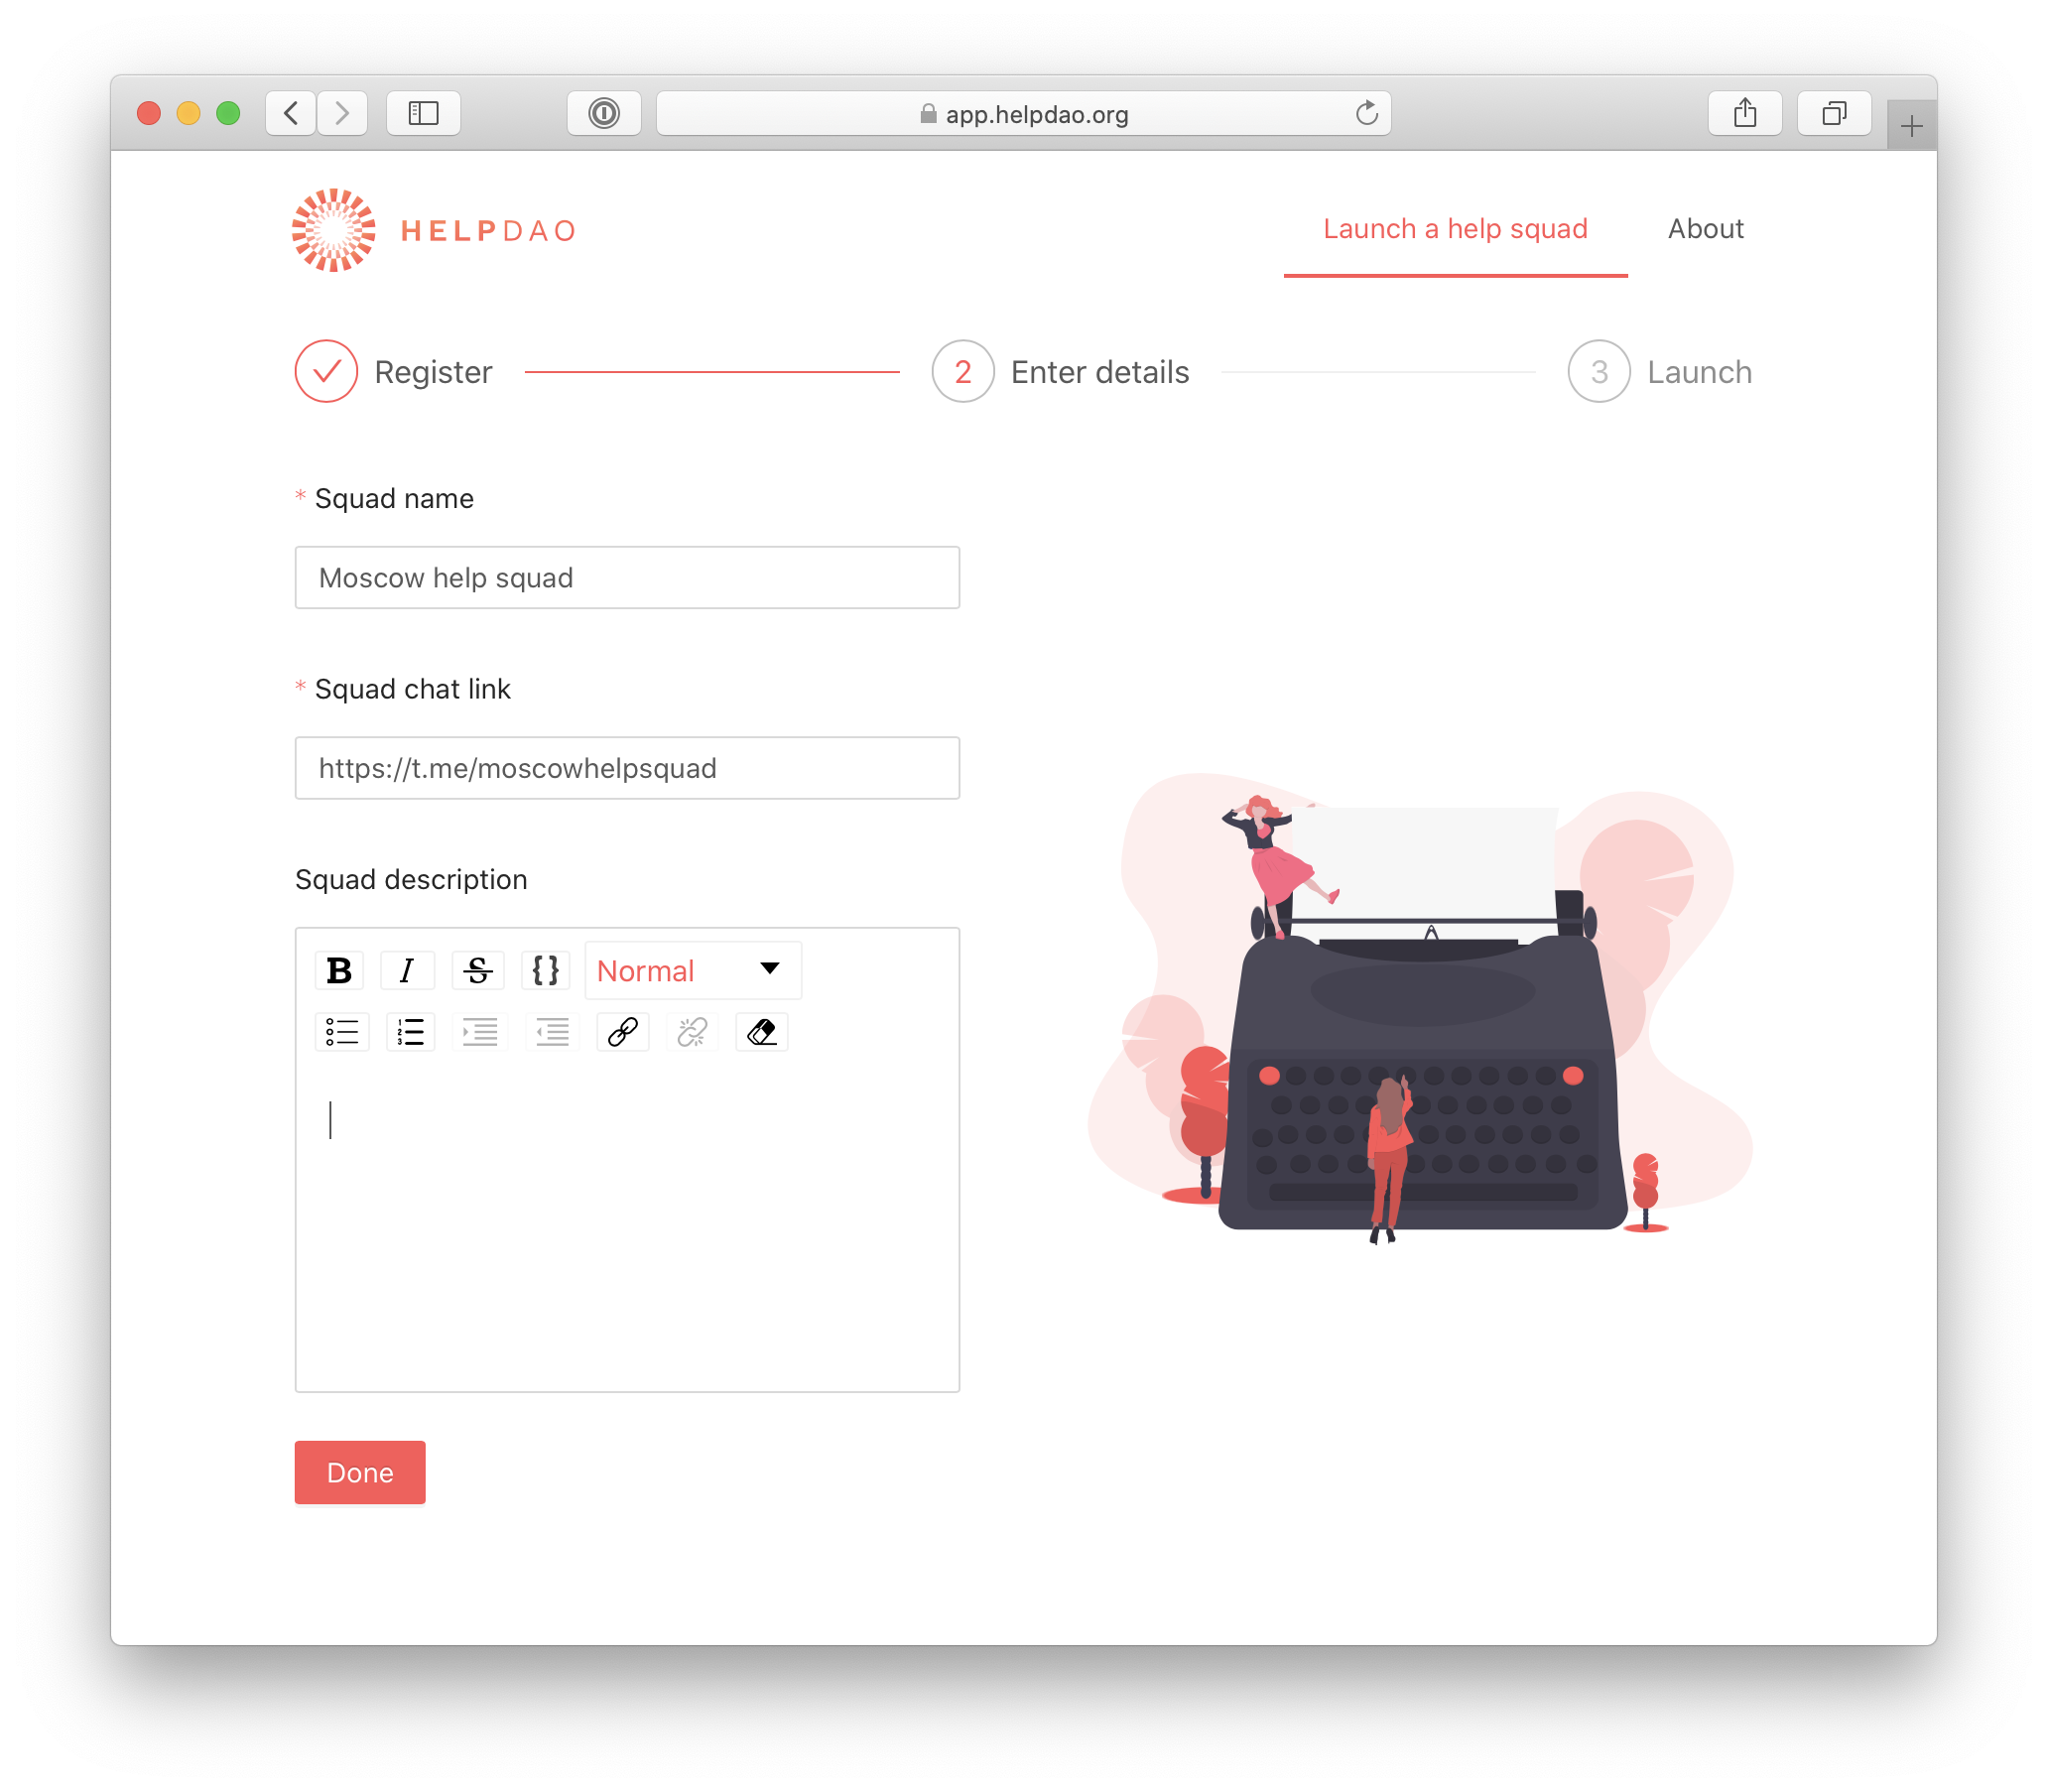 app.helpdao.org
HELPDAO
Launch a help squad
About
Register
2 Enter details
3 Launch
* Squad name
Moscow help squad
* Squad chat link
https://t.me/moscowhelpsquad
Squad description
B I S {} Normal
Done